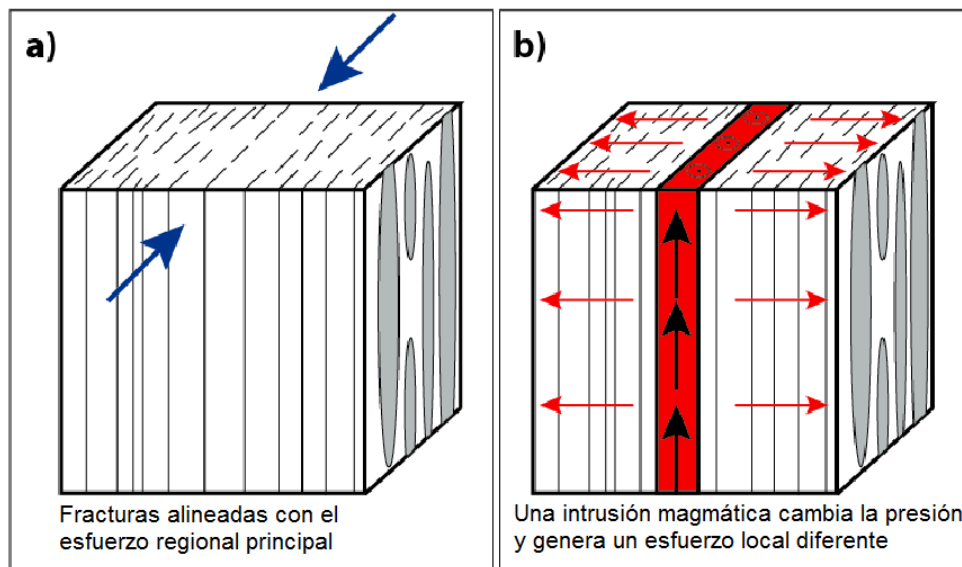 a)
Fracturas alineadas con el
esfuerzo regional principal
b)
Una intrusión magmática cambia la presión
y genera un esfuerzo local diferente